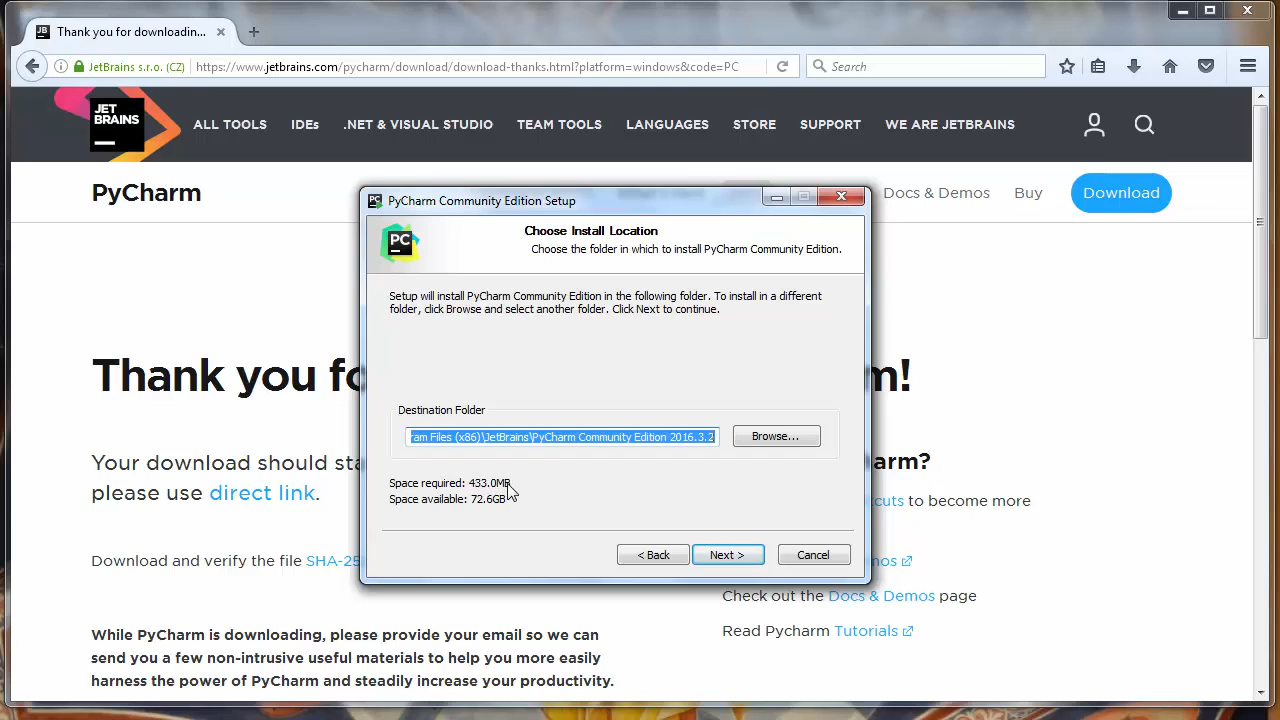 Thank you for downloadin...
JetBrains s.r.o. (CZ)
https://www.jetbrains.com/pycharm/download/download-thanks.html?platform=windows&code=PC
Search
JET
BRAINS
ALL TOOLS
IDEs
.NET & VISUAL STUDIO
TEAM TOOLS
LANGUAGES
STORE
SUPPORT
WE ARE JETBRAINS
PyCharm
Docs & Demos
Buy
Download
PC PyCharm Community Edition Setup
PC
Choose Install Location
Choose the folder in which to install PyCharm Community Edition.
Setup will install PyCharm Community Edition in the following folder. To install in a different
folder, click Browse and select another folder. Click Next to continue.
Destination Folder
ram Files (x86)\JetBrains\PyCharm Community Edition 2016.3.2
Browse...
Space required: 433.0MB
Space available: 72.6GB
< Back
Next >
Cancel
Thank you fo
m!
Your download should sta
please use direct link.
Download and verify the file SHA-25
While PyCharm is downloading, please provide your email so we can
send you a few non-intrusive useful materials to help you more easily
harness the power of PyCharm and steadily increase your productivity.
arm?
cuts to become more
mos
Check out the Docs & Demos page
Read Pycharm Tutorials